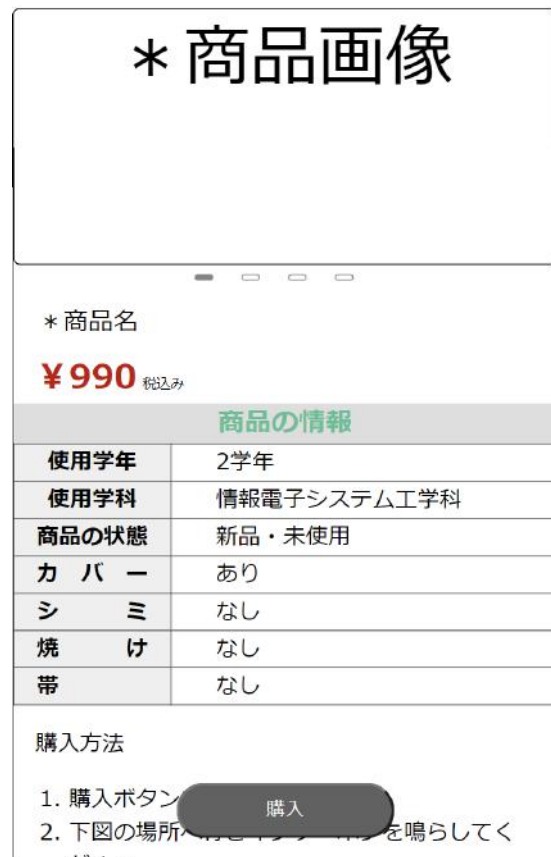 ＊商品画像
＊商品名
¥990 税込み
商品の情報
使用学年 2学年
使用学科 情報電子システム工学科
商品の状態 新品・未使用
カバー あり
シミ なし
焼け なし
帯 なし
購入方法
1. 購入ボタン
購入
2. 下図の場所 を鳴らしてく